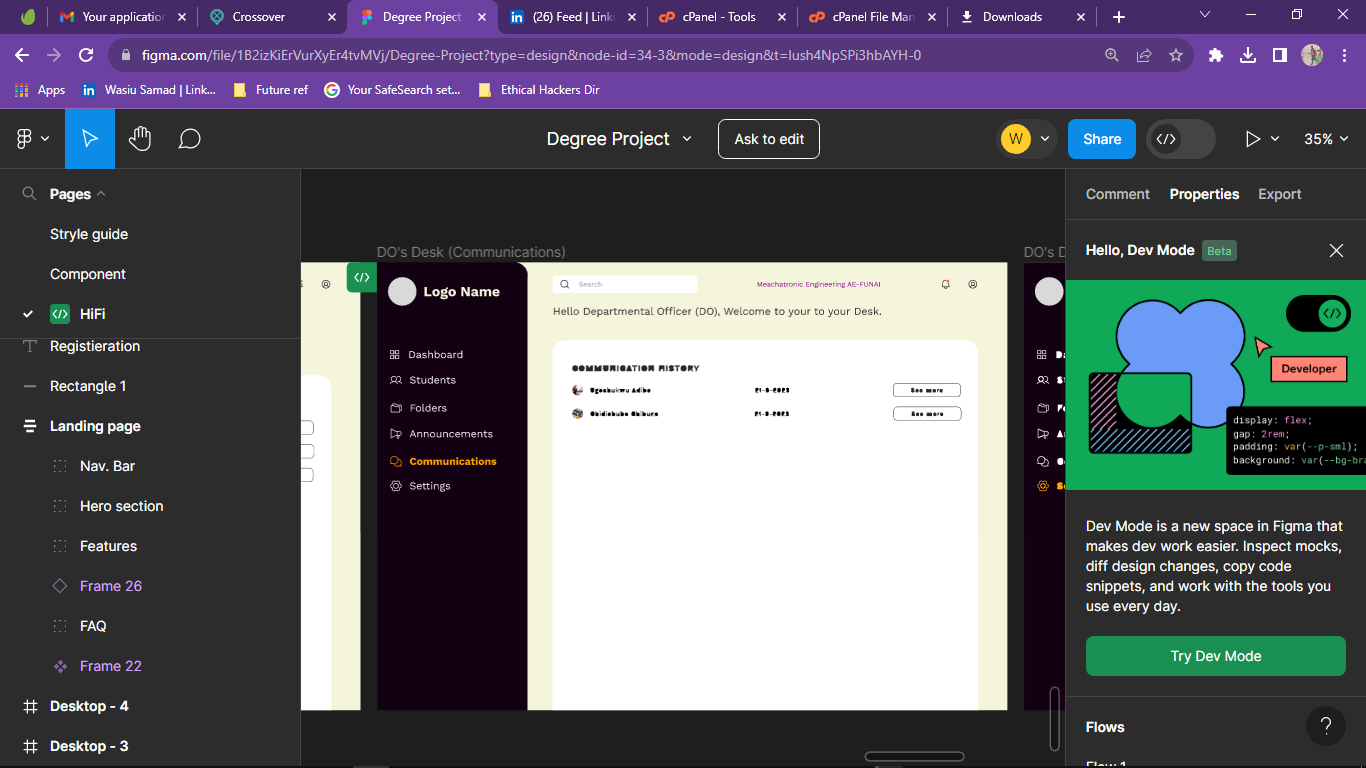 Your application
Crossover
Degree Project
(26) Feed | Link
cPanel - Tools
cPanel File Man
Downloads
figma.com/file/1B2izKiErVurXyEr4tvMVj/Degree-Project?type=design&node-id=34-3&mode=design&t=lush4NpSPi3hbAYH-0
Apps
Wasiu Samad | Link...
Future ref
Your SafeSearch set...
Ethical Hackers Dir
Degree Project
Ask to edit
W
Share
35%
Pages
Stryle guide
Component
HiFi
Registieration
Rectangle 1
Landing page
Nav. Bar
Hero section
Features
Frame 26
FAQ
Frame 22
Desktop - 4
Desktop - 3
DO's Desk (Communications)
DO's D
Logo Name
Search
Meachatronic Engineering AE-FUNAI
Hello Departmental Officer (DO), Welcome to your to your Desk.
Dashboard
Students
Folders
Announcements
Communications
Settings
COMMUNICATION HISTORY
Ugochukwu Adibe
21-9-2023
See more
Obidiebube Obibuzo
21-9-2023
See more
Comment
Properties
Export
Hello, Dev Mode
Beta
Developer
display: flex;
gap: 2rem;
padding: var(--p-sml);
background: var(--bg-bra
Dev Mode is a new space in Figma that
makes dev work easier. Inspect mocks,
diff design changes, copy code
snippets, and work with the tools you
use every day.
Try Dev Mode
Flows
Flow 1
?